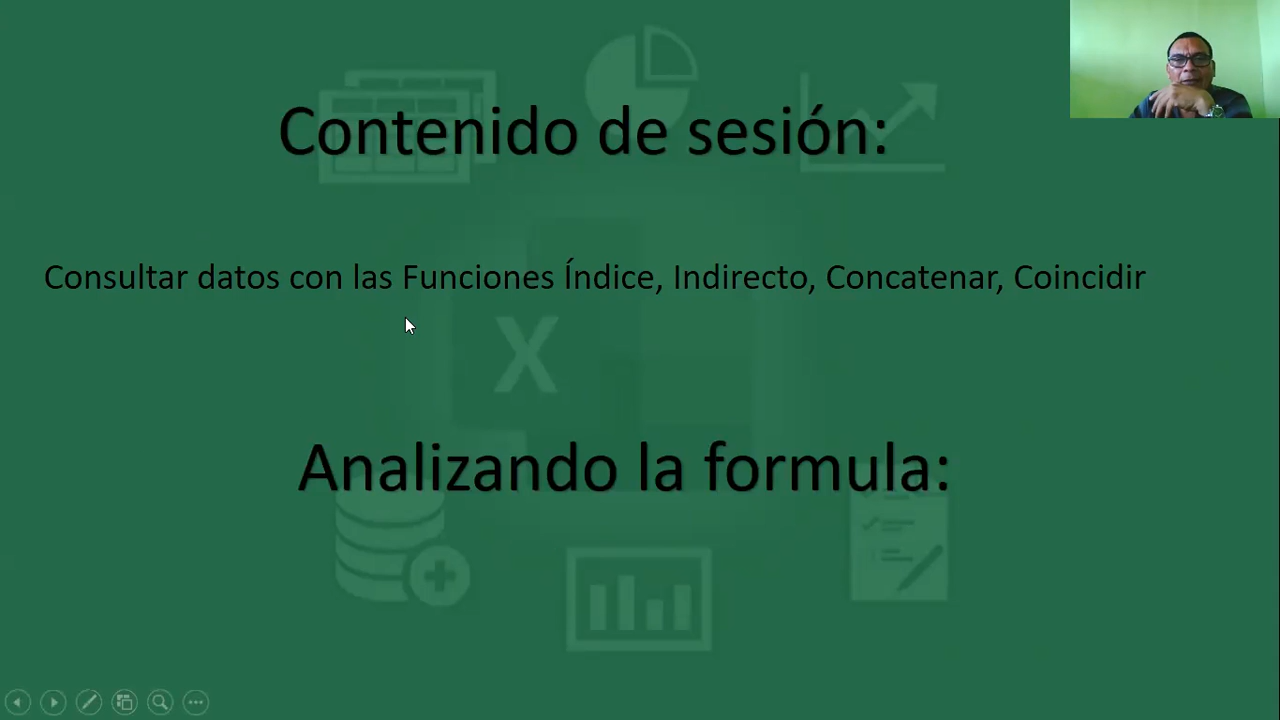 Contenido de sesión:
Consultar datos con las Funciones Índice, Indirecto, Concatenar, Coincidir
X
Analizando la formula: